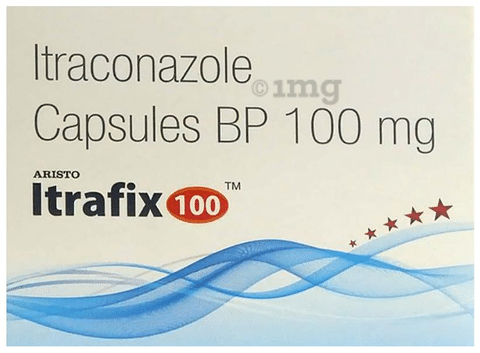 Itraconazole
©1mg
Capsules BP 100 mg
ARISTO
Itrafix 100™